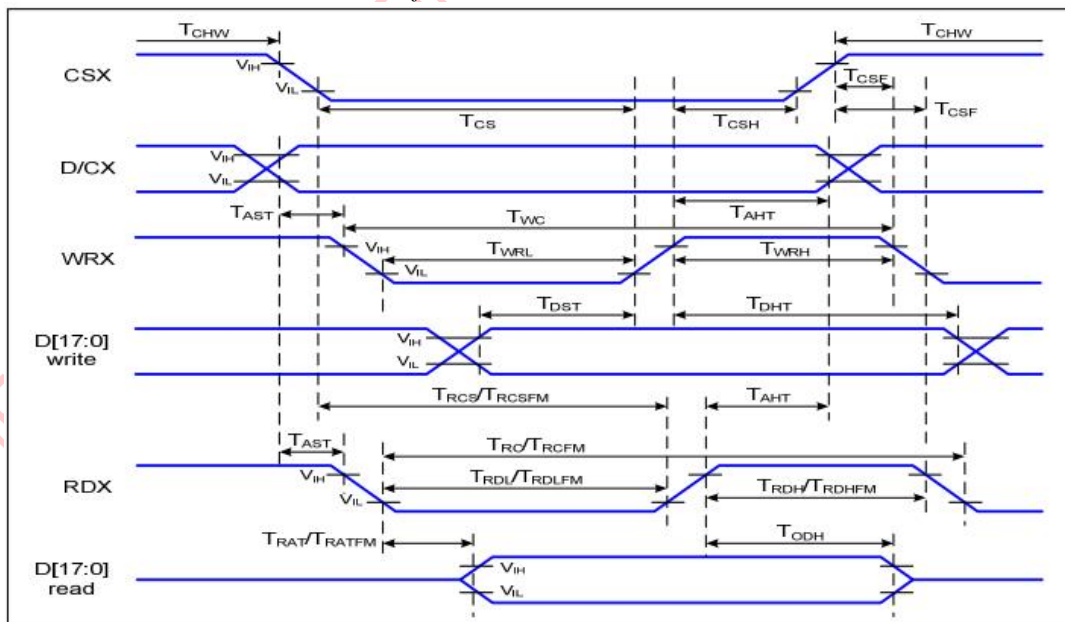 TCHW TCHW
CSX VIH TCSF
VIL TCSF
TCS TCSH
D/CX VIH
VIL
TAST TWC TAHT
WRX VIH TWRL TWRH
VIL
TDST TDHT
D[17:0] VIH
write VIL
TRCS/TRCSFM TAHT
TAST TRC/TRCFM
RDX VIH TRDL/TRDLFM TRDH/TRDHFM
VIL
TRAT/TRATFM TODH
D[17:0] VIH
read VIL